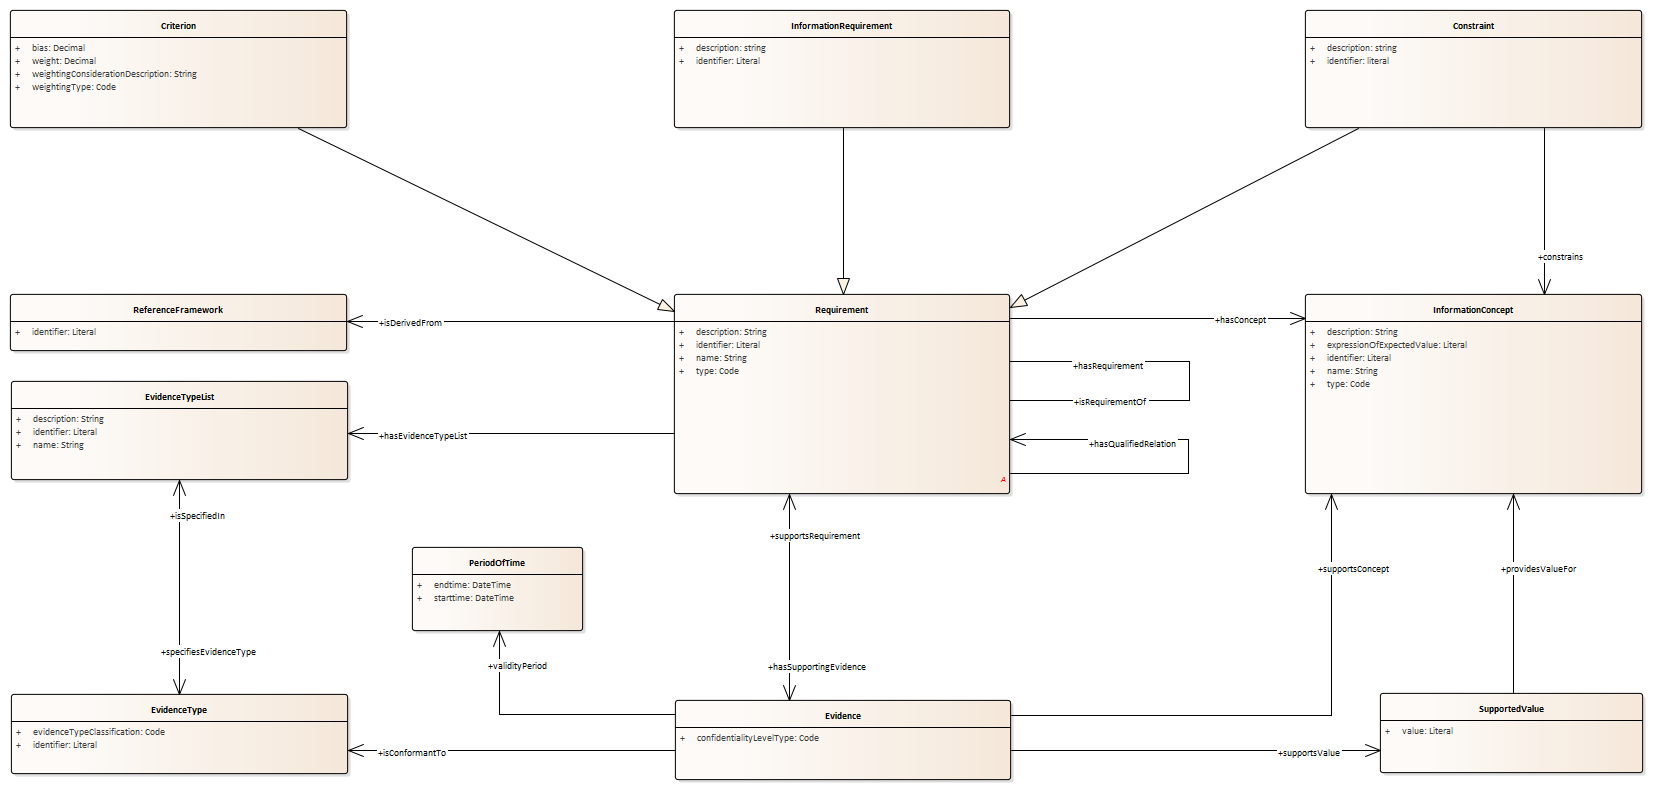 Criterion
+ bias: Decimal
+ weight: Decimal
+ weightingConsiderationDescription: String
+ weightingType: Code
InformationRequirement
+ description: string
+ identifier: Literal
Constraint
+ description: string
+ identifier: literal
+constrains
ReferenceFramework
+ identifier: Literal
+isDerivedFrom
Requirement
+ description: String
+ identifier: Literal
+ name: String
+ type: Code
A
+hasConcept
+hasRequirement
+isRequirementOf
+hasQualifiedRelation
InformationConcept
+ description: String
+ expressionOfExpectedValue: Literal
+ identifier: Literal
+ name: String
+ type: Code
EvidenceTypeList
+ description: String
+ identifier: Literal
+ name: String
+hasEvidenceTypeList
+isSpecifiedIn
+specifiesEvidenceType
PeriodOfTime
+ endtime: DateTime
+ starttime: DateTime
+validityPeriod
+supportsRequirement
+hasSupportingEvidence
+supportsConcept
+providesValueFor
EvidenceType
+ evidenceTypeClassification: Code
+ identifier: Literal
+isConformantTo
Evidence
+ confidentialityLevelType: Code
+supportsValue
SupportedValue
+ value: Literal